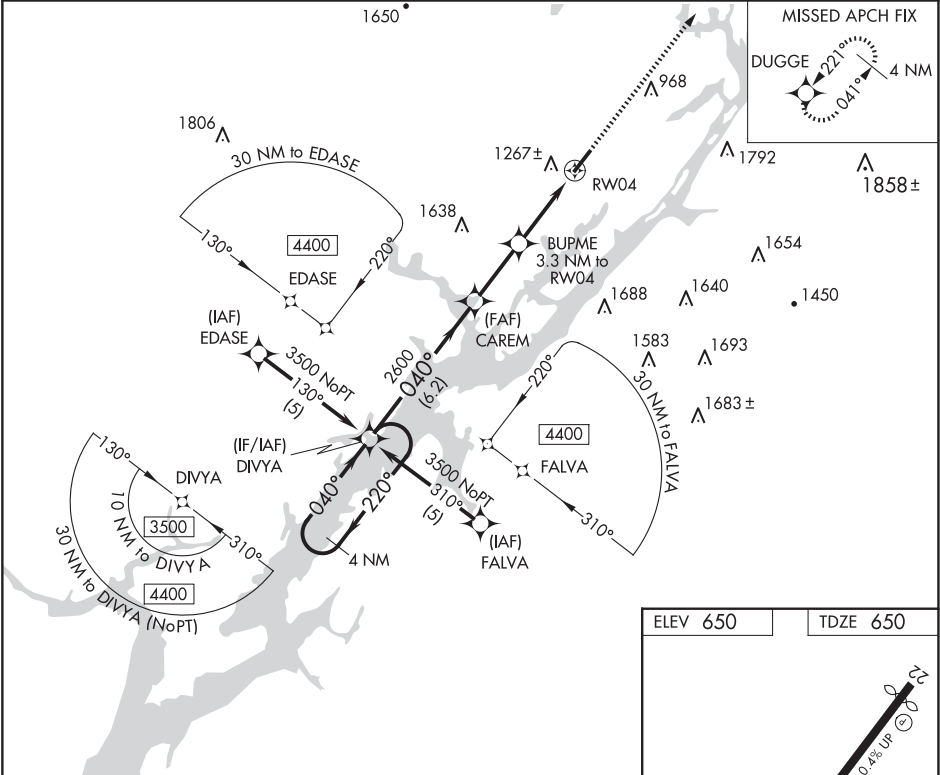 1650
MISSED APCH FIX
DUGGE
221°
4 NM
041°
968
1806
30 NM to EDASE
1267±
1792
RW04
1858±
130°
4400
220°
1638
EDASE
BUPME
3.3 NM to
RW04
1654
1688
1640
1450
(IAF)
EDASE
(FAF)
CAREM
3500 NoPT
130°
(5)
2600
040°
(6.2)
1583
1693
220°
30 NM to FALVA
1683±
4400
(IF/IAF)
DIVYA
FALVA
130°
DIVYA
3500 NoPT
310°
(5)
040°
220°
310°
3500
10 NM to DIVYA
310°
(IAF)
FALVA
4 NM
4400
30 NM to DIVYA (NoPT)
ELEV 650
TDZE 650
22
P
0.4% UP